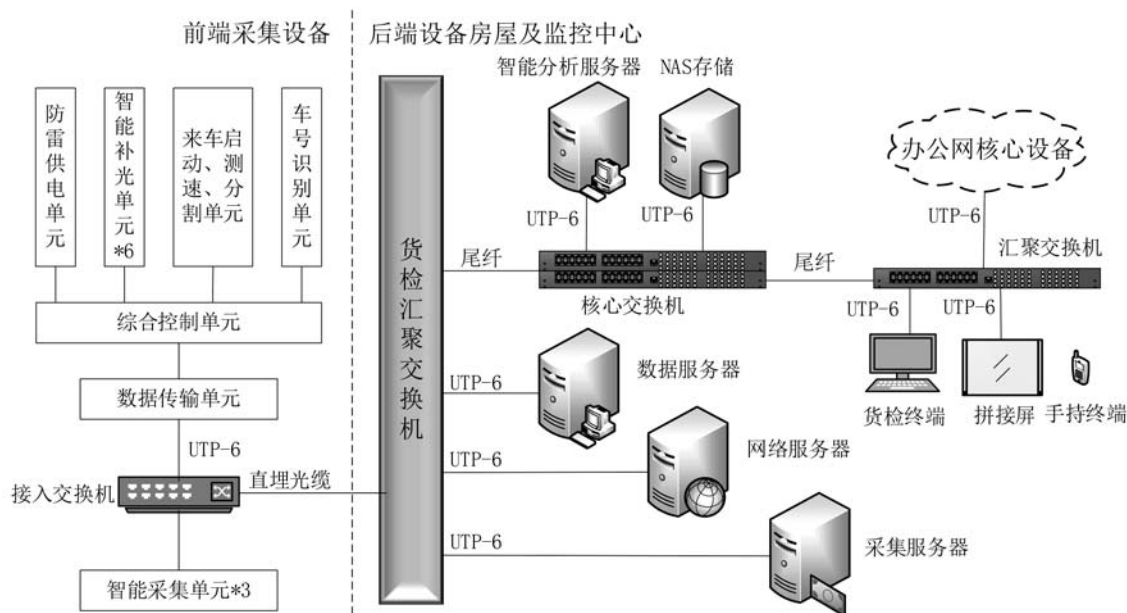 前端采集设备
后端设备房屋及监控中心
防雷供电单元
智能补光单元*6
来车启
动、测
速、分
割单元
车号识别单元
综合控制单元
数据传输单元
UTP-6
接入交换机
直埋光缆
智能采集单元*3
货检汇聚交换机
智能分析服务器
NAS存储
UTP-6
UTP-6
尾纤
核心交换机
尾纤
办公网核心设备
UTP-6
汇聚交换机
UTP-6
UTP-6
货检终端
拼接屏
手持终端
UTP-6
数据服务器
UTP-6
网络服务器
UTP-6
采集服务器